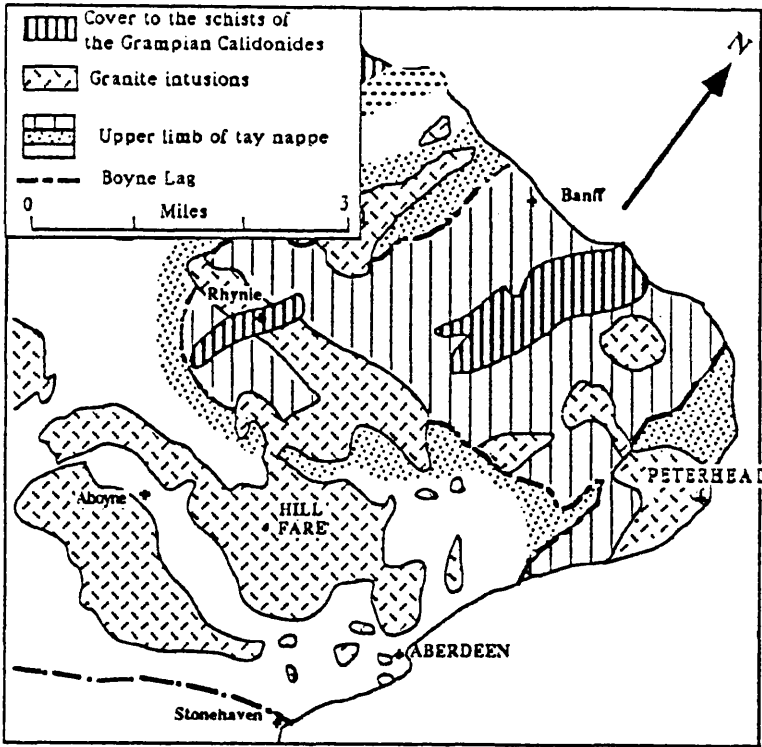 Cover to the schists of
the Grampian Calidonides
Granite intusions
Upper limb of tay nappe
Boyne Lag
0 3
Miles
N
Banff
Rhynie
PETERHEAD
Aboyne
HILL
FARE
ABERDEEN
Stonehaven